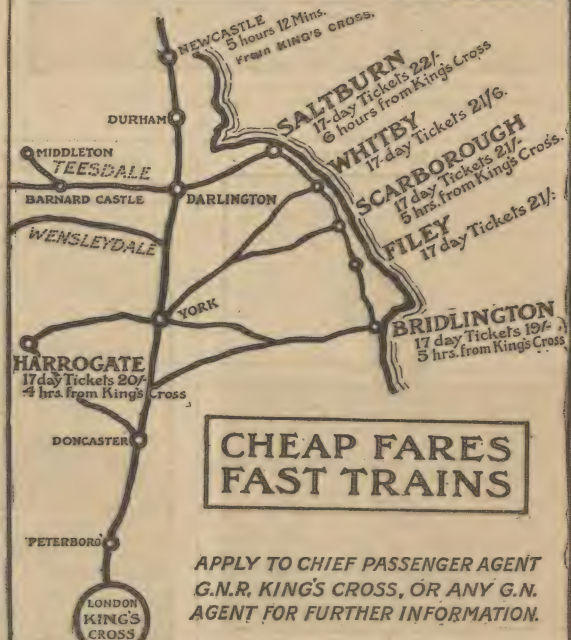 NEWCASTLE
5 hours 12 Mins.
from KING'S CROSS.
DURHAM
SALTBURN
17-day Tickets 22/-
6 hours from King's Cross
MIDDLETON
TEESDALE
BARNARD CASTLE
DARLINGTON
WHITBY
17-day Tickets 21/6.
SCARBOROUGH
17 day Tickets 21/-
5 hrs. from King's Cross.
WENSLEYDALE
FILEY
17 day Tickets 21/-
YORK
BRIDLINGTON
17 day Tickets 19/-
5 hrs. from King's Cross
HARROGATE
17 day Tickets 20/-
4 hrs. from King's Cross
DONCASTER
CHEAP FARES
FAST TRAINS
PETERBORO'
APPLY TO CHIEF PASSENGER AGENT
G.N.R, KING'S CROSS, OR ANY G.N.
AGENT FOR FURTHER INFORMATION.
LONDON
KING'S
CROSS